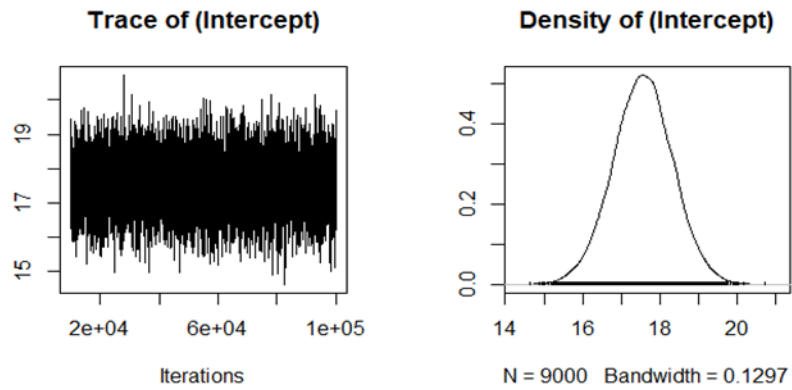 Trace of (Intercept)
19
17
15
2e+04
6e+04
1e+05
Iterations
Density of (Intercept)
0.4
0.2
0.0
14
16
18
20
N = 9000 Bandwidth = 0.1297